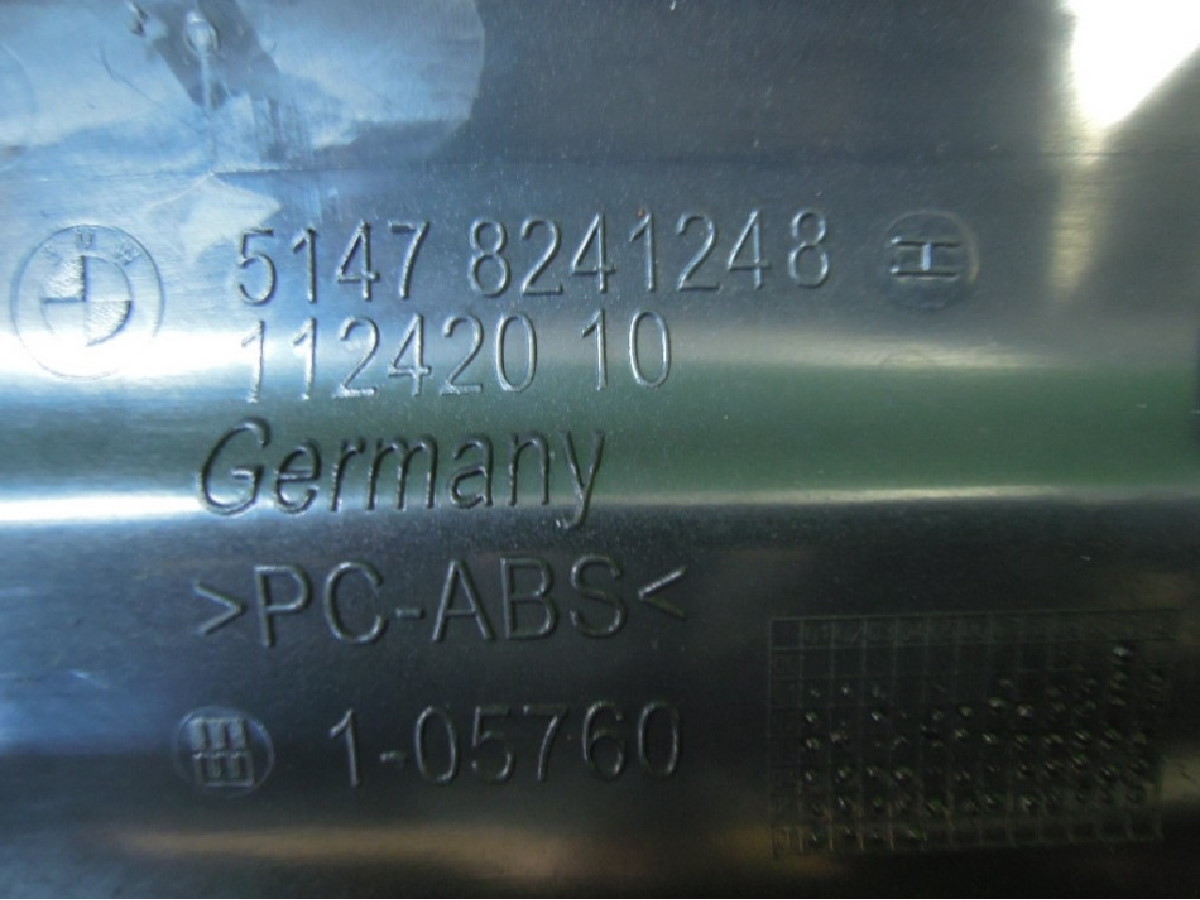 5147 8241248 H
112420 10
Germany
>PC-ABS<
1-05760